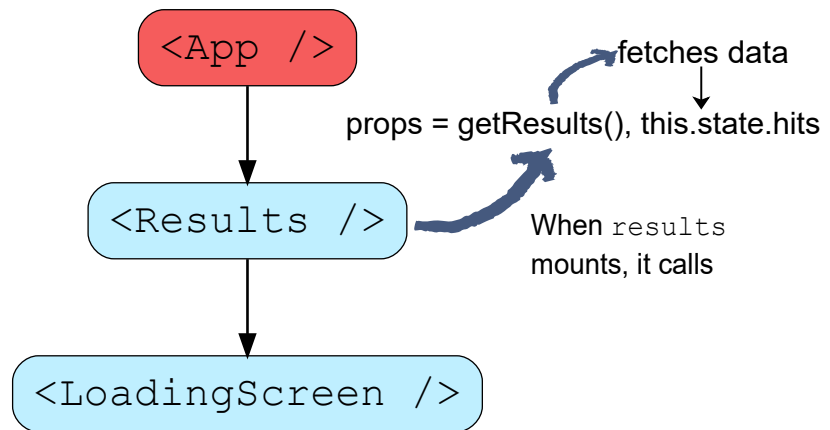 <App />
fetches data
props = getResults(), this.state.hits
<Results />
When results
mounts, it calls
<LoadingScreen />